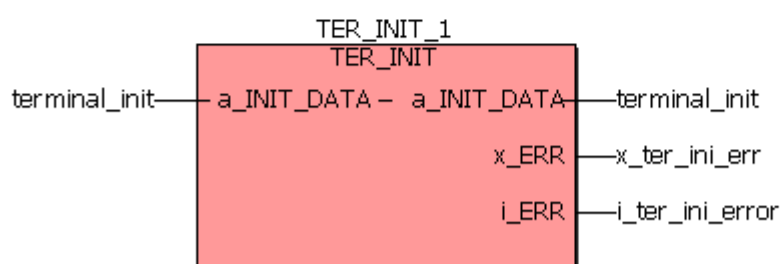 TER_INIT_1
TER_INIT
terminal_init a_INIT_DATA – a_INIT_DATA terminal_init
x_ERR x_ter_ini_err
i_ERR i_ter_ini_error